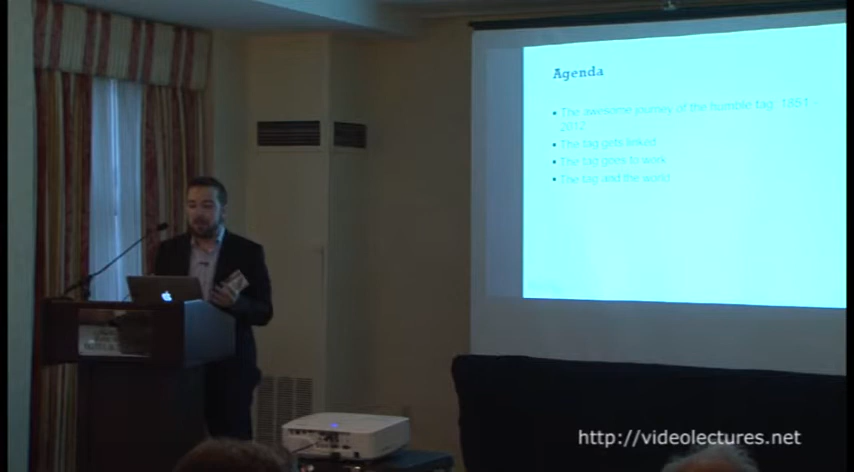 Agenda
• The awesome journey of the humble tag: 1851 -
2012
• The tag gets linked
• The tag goes to work
• The tag and the world
http://videolectures.net